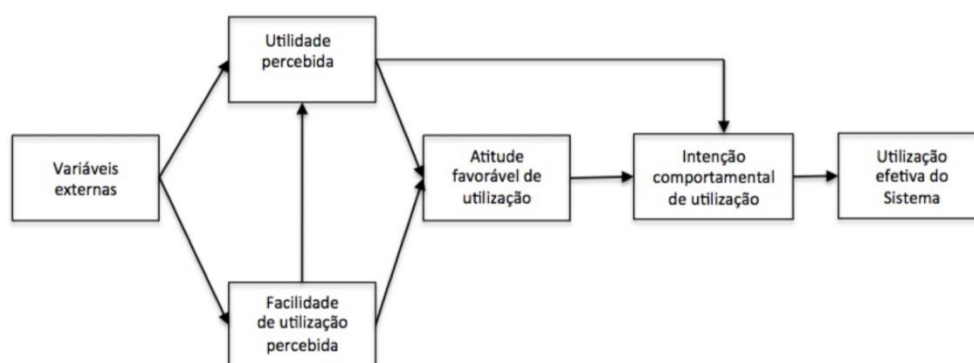 Utilidade
percebida
Variáveis
externas
Atitude
favorável de
utilização
Intenção
comportamental
de utilização
Utilização
efetiva do
Sistema
Facilidade
de utilização
percebida